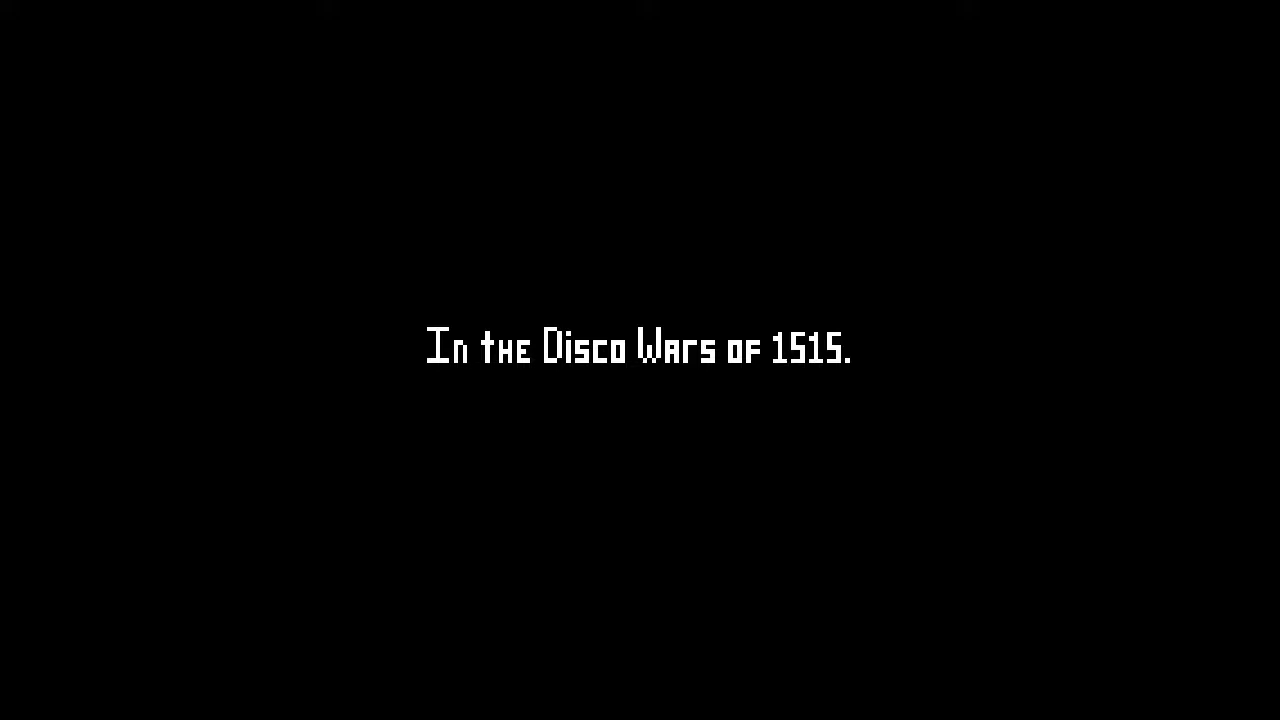 In the Disco Wars of 1515.